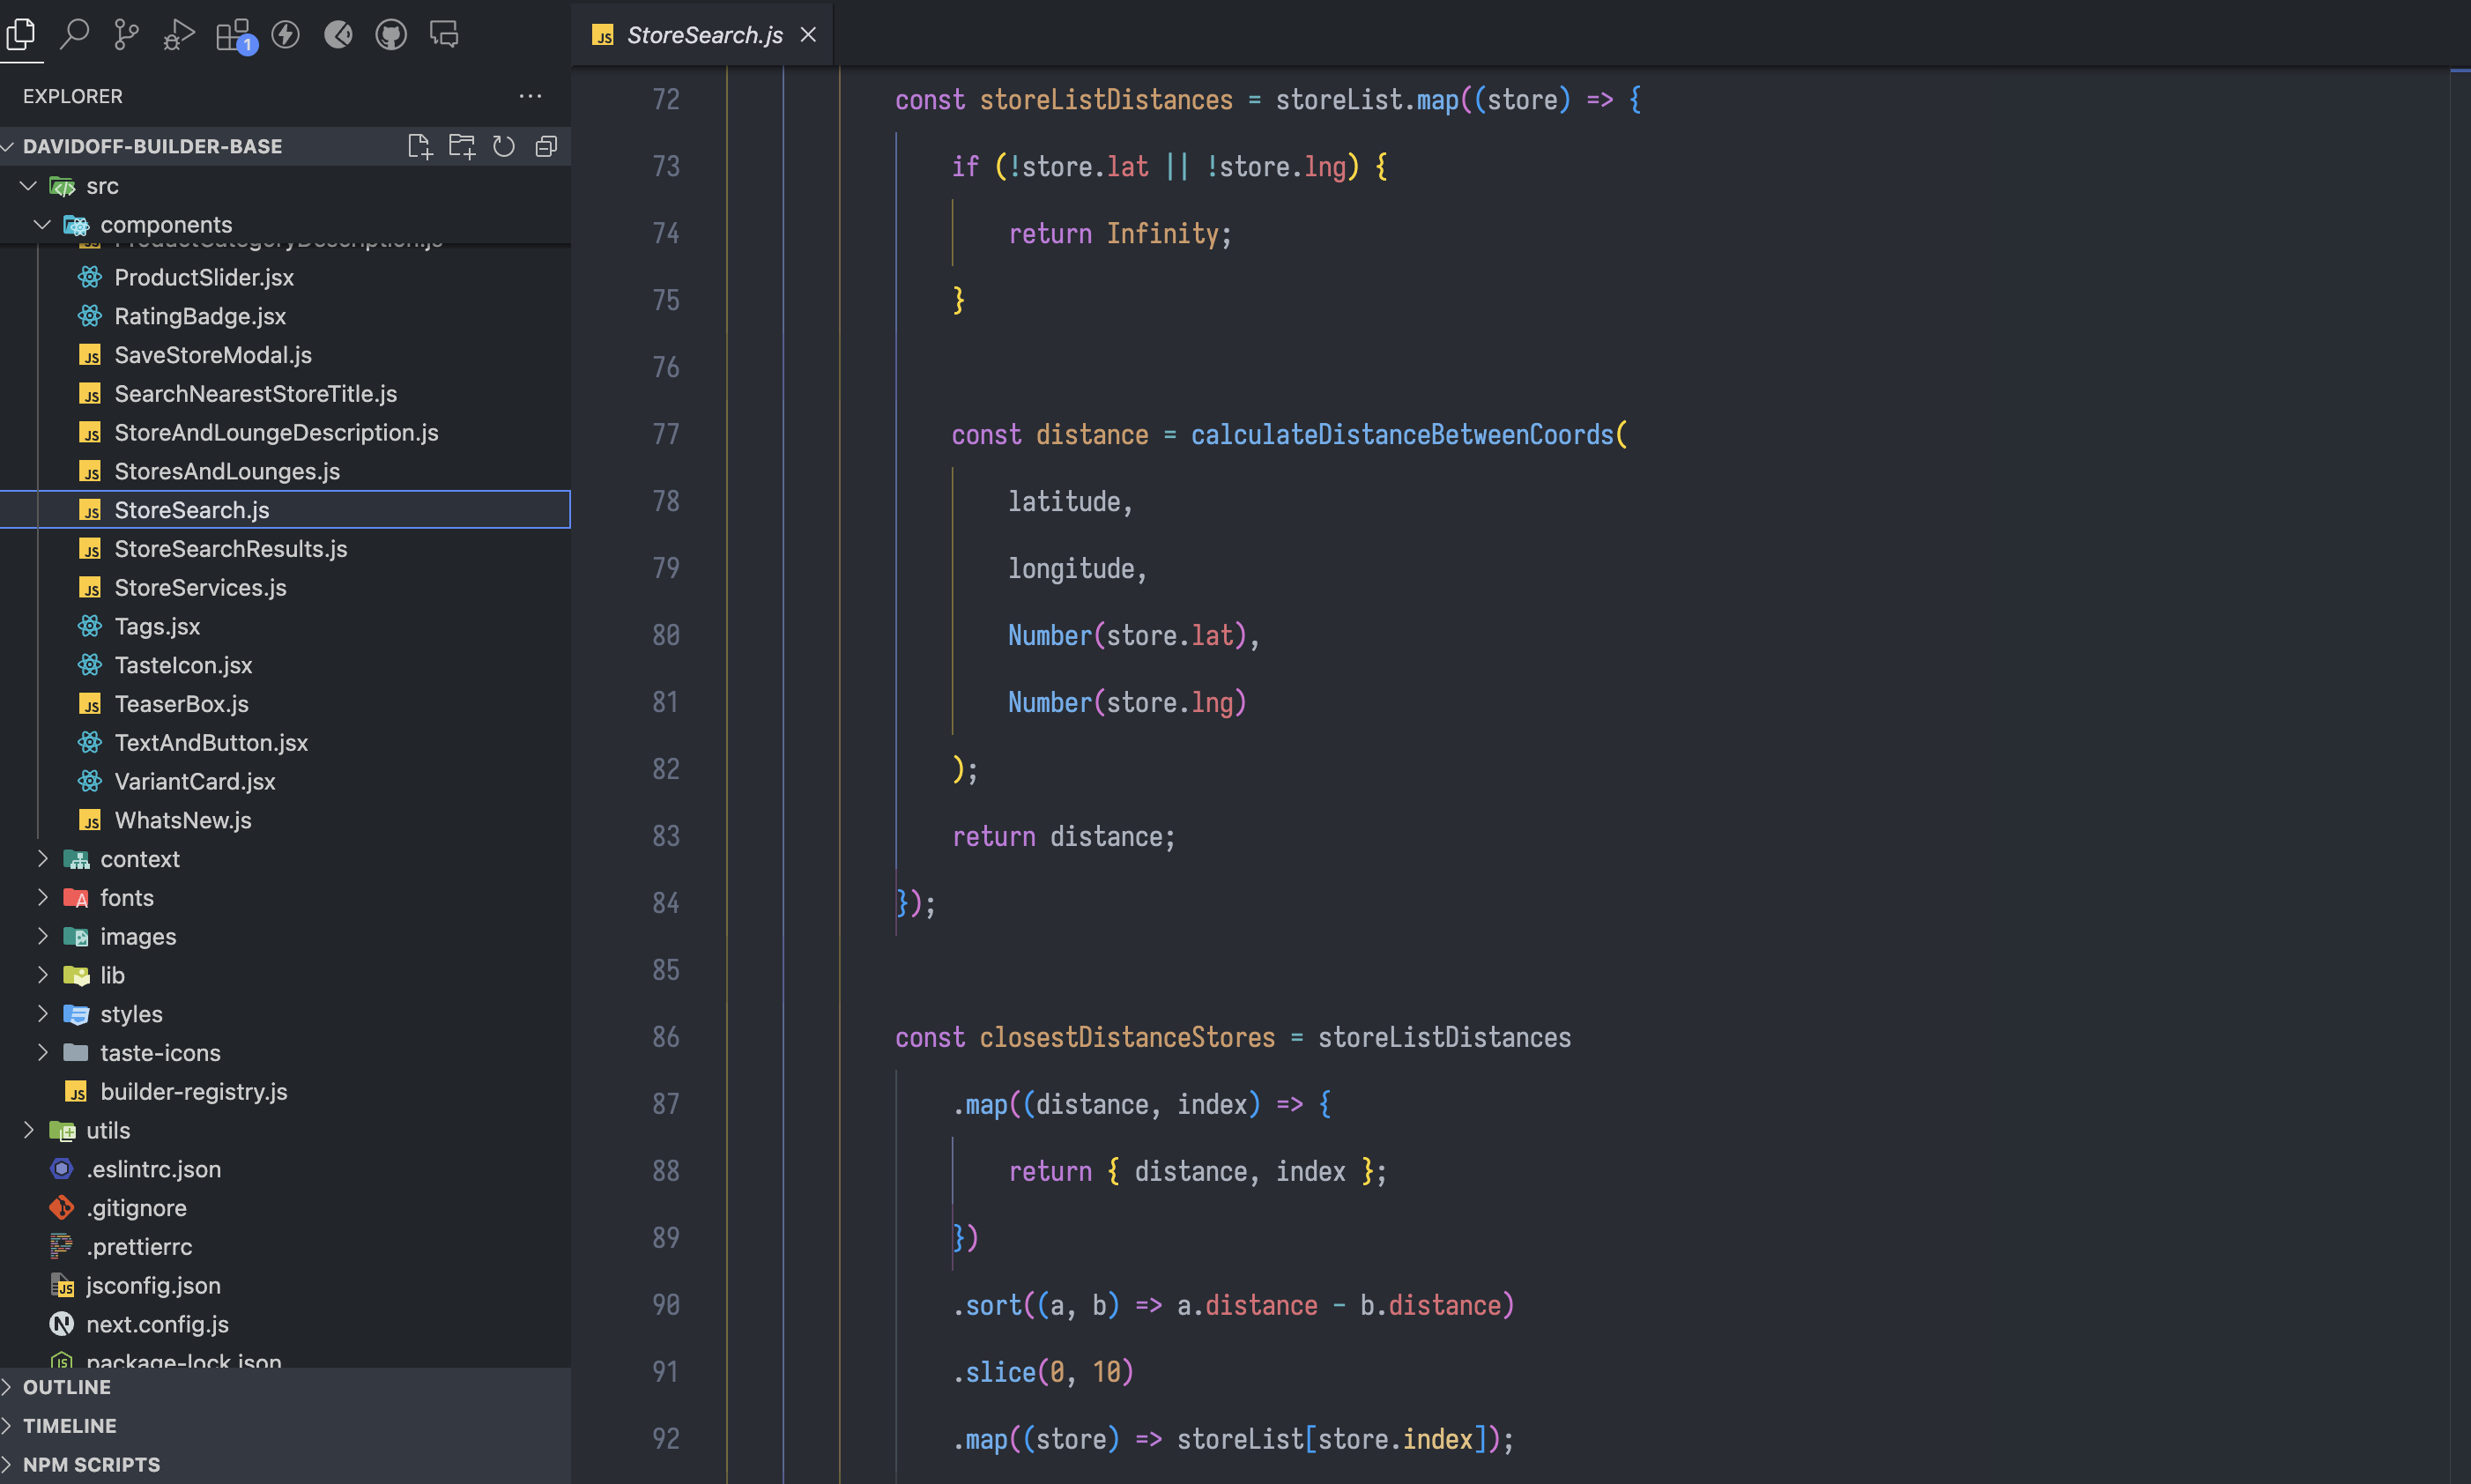 1
EXPLORER
DAVIDOFF-BUILDER-BASE
src
components
ProductCategoryDescription.js
ProductSlider.jsx
RatingBadge.jsx
SaveStoreModal.js
SearchNearestStoreTitle.js
StoreAndLoungeDescription.js
StoresAndLounges.js
StoreSearch.js
StoreSearchResults.js
StoreServices.js
Tags.jsx
TasteIcon.jsx
TeaserBox.js
TextAndButton.jsx
VariantCard.jsx
WhatsNew.js
context
fonts
images
lib
styles
taste-icons
builder-registry.js
utils
.eslintrc.json
.gitignore
.prettierrc
jsconfig.json
next.config.js
package-lock.json
OUTLINE
TIMELINE
NPM SCRIPTS
JS StoreSearch.js
72 const storeListDistances = storeList.map((store) => {
73 if (!store.lat || !store.lng) {
74 return Infinity;
75 }
76
77 const distance = calculateDistanceBetweenCoords(
78 latitude,
79 longitude,
80 Number(store.lat),
81 Number(store.lng)
82 );
83 return distance;
84 });
85
86 const closestDistanceStores = storeListDistances
87 .map((distance, index) => {
88 return { distance, index };
89 })
90 .sort((a, b) => a.distance - b.distance)
91 .slice(0, 10)
92 .map((store) => storeList[store.index]);